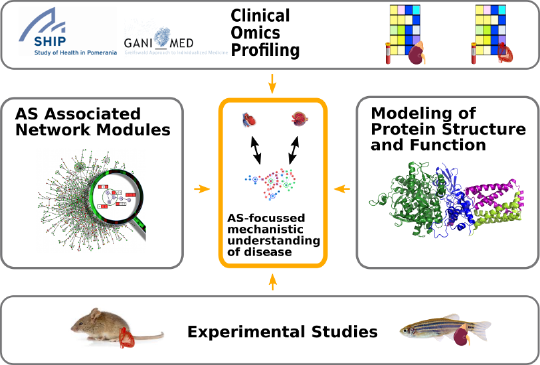 SHIP
Study of Health in Pomerania
GANI MED
Clinical
Omics
Profiling
AS Associated
Network Modules
Modeling of
Protein Structure
and Function
AS-focussed
mechanistic
understanding
of disease
Experimental Studies